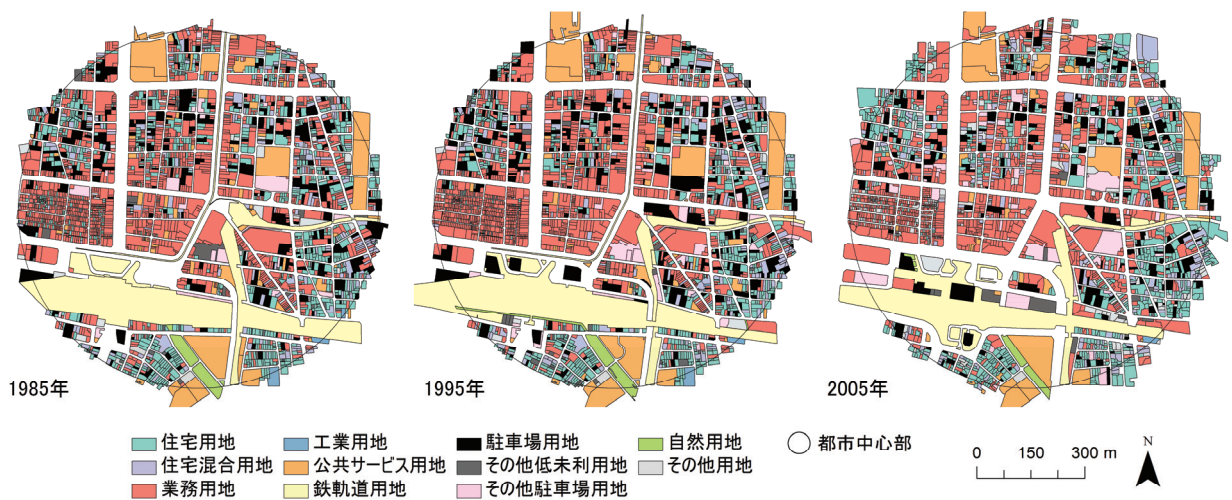 1985年
1995年
2005年
住宅用地
工業用地
駐車場用地
自然用地
都市中心部
住宅混合用地
公共サービス用地
その他低未利用地
その他用地
業務用地
鉄軌道用地
その他駐車場用地
0 150 300 m
N